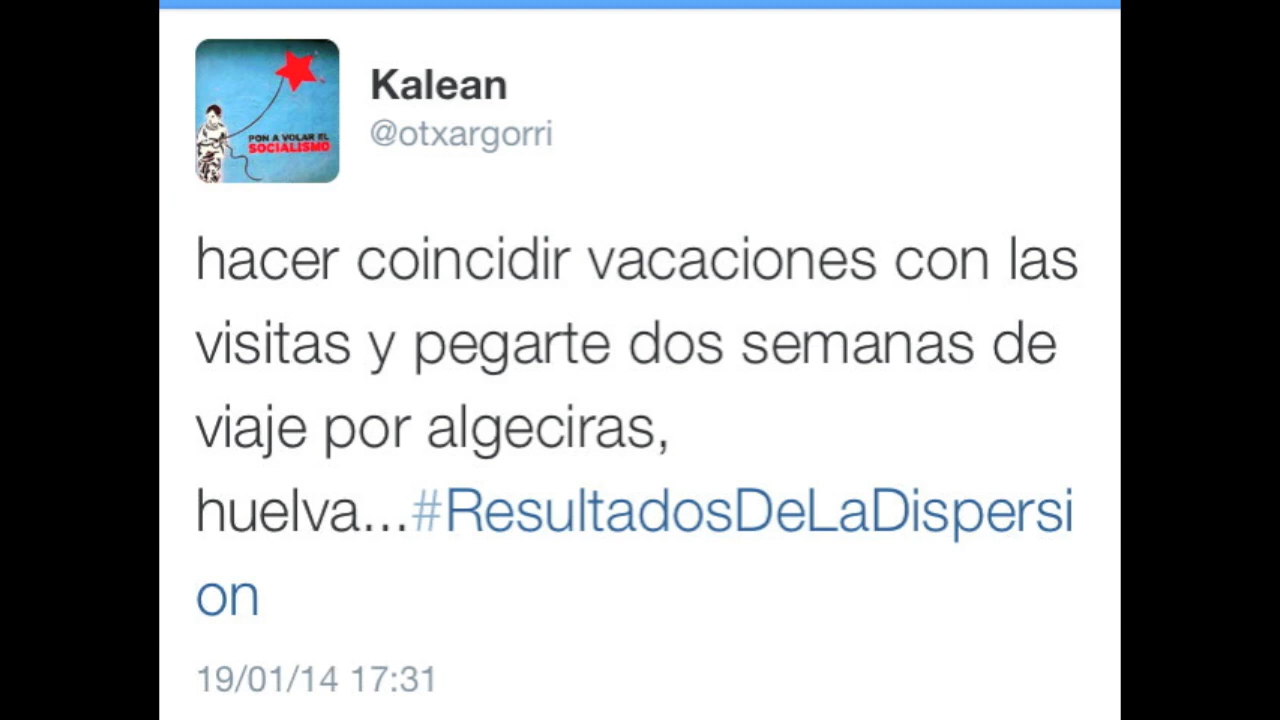 PON A VOLAR EL
SOCIALISMO
Kalean
@otxargorri
hacer coincidir vacaciones con las
visitas y pegarte dos semanas de
viaje por algeciras,
huelva...#ResultadosDeLaDispersi
on
19/01/14 17:31